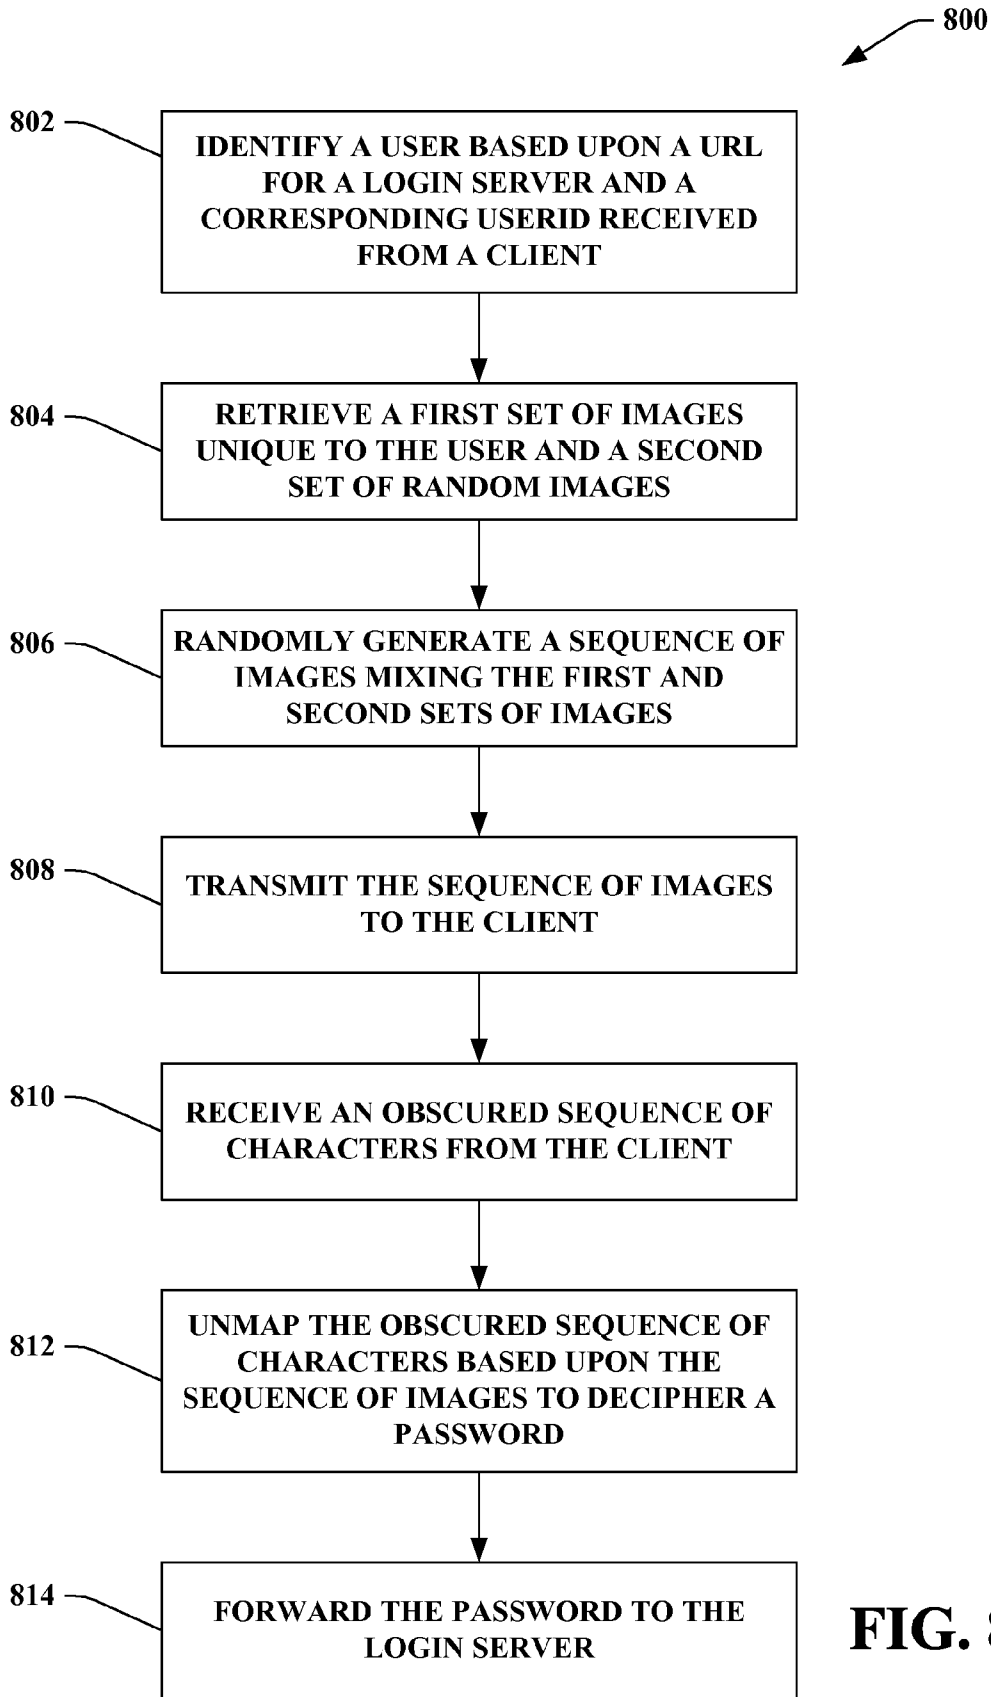 800
802
IDENTIFY A USER BASED UPON A URL
FOR A LOGIN SERVER AND A
CORRESPONDING USERID RECEIVED
FROM A CLIENT
804
RETRIEVE A FIRST SET OF IMAGES
UNIQUE TO THE USER AND A SECOND
SET OF RANDOM IMAGES
806
RANDOMLY GENERATE A SEQUENCE OF
IMAGES MIXING THE FIRST AND
SECOND SETS OF IMAGES
808
TRANSMIT THE SEQUENCE OF IMAGES
TO THE CLIENT
810
RECEIVE AN OBSCURED SEQUENCE OF
CHARACTERS FROM THE CLIENT
812
UNMAP THE OBSCURED SEQUENCE OF
CHARACTERS BASED UPON THE
SEQUENCE OF IMAGES TO DECIPHER A
PASSWORD
814
FORWARD THE PASSWORD TO THE
LOGIN SERVER
FIG. 8